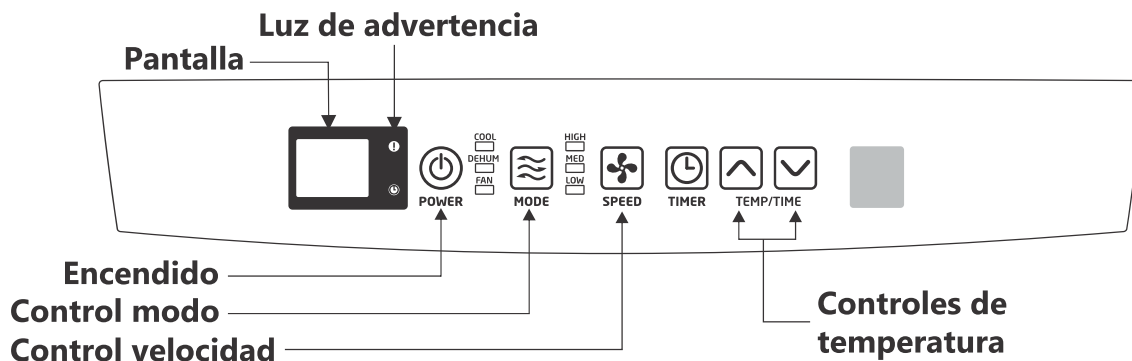 Luz de advertencia
Pantalla
COOL
DEHUM
FAN
HIGH
MED
LOW
POWER
MODE
SPEED
TIMER
TEMP/TIME
Encendido
Control modo
Control velocidad
Controles de
temperatura